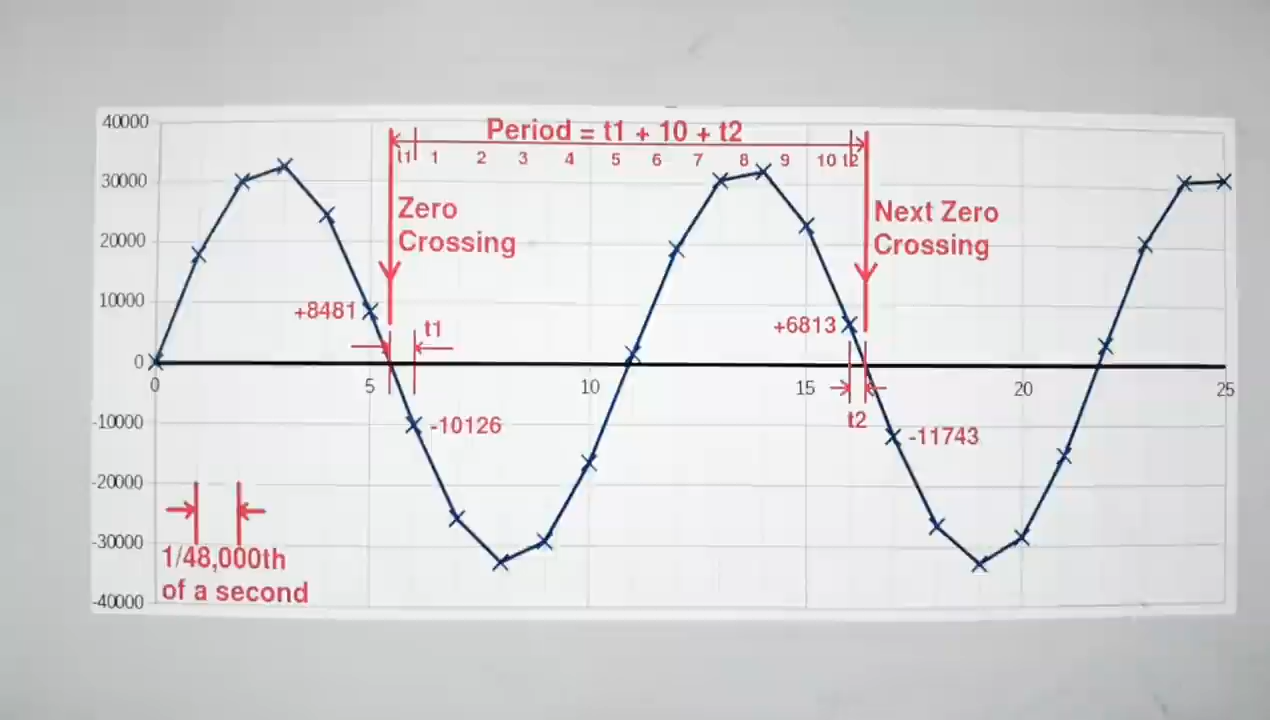 40000
Period = t1 + 10 + t2
t1 1 2 3 4 5 6 7 8 9 10 t2
30000
Zero
Crossing
Next Zero
Crossing
20000
10000
+8481
t1
+6813
0
0 5 10 15 20 25
t2
-10000
-10126
-11743
-20000
-30000
1/48,000th
of a second
-40000